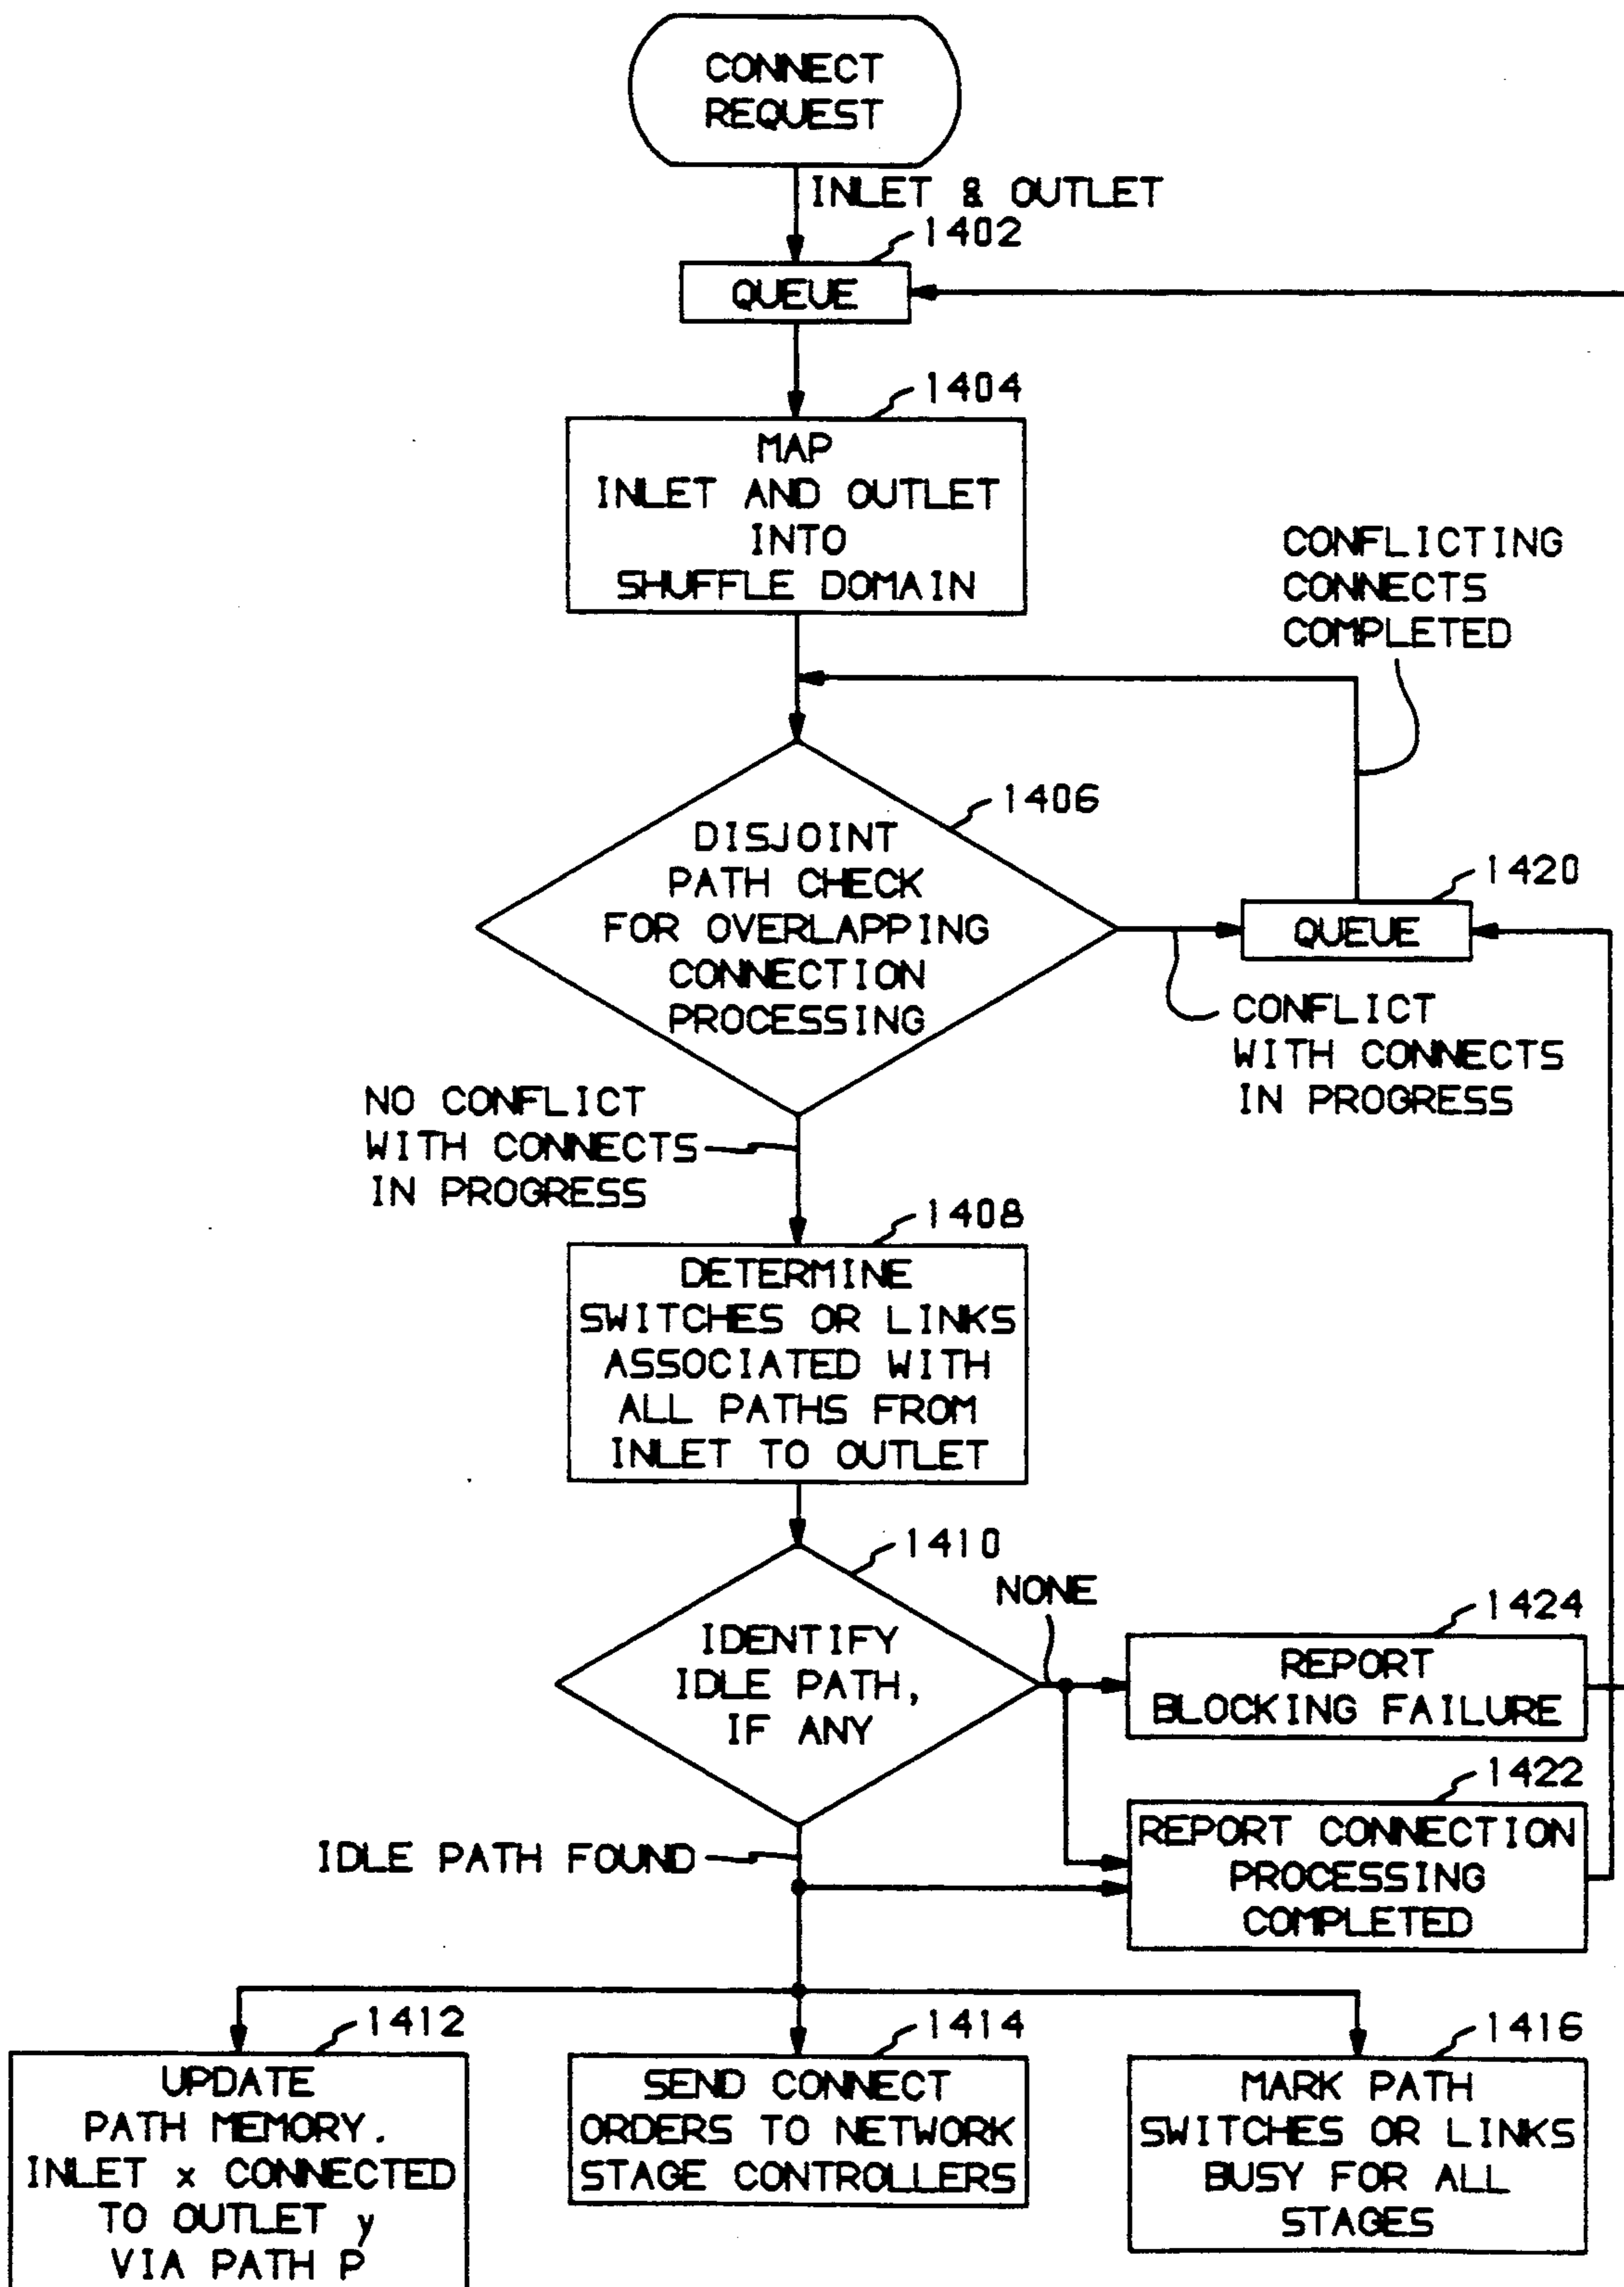 CONNECT
REQUEST
INLET & OUTLET
1402
QUEUE
1404
MAP
INLET AND OUTLET
INTO
SHUFFLE DOMAIN
CONFLICTING
CONNECTS
COMPLETED
1406
DISJOINT
PATH CHECK
FOR OVERLAPPING
CONNECTION
PROCESSING
1420
QUEUE
CONFLICT
WITH CONNECTS
IN PROGRESS
NO CONFLICT
WITH CONNECTS
IN PROGRESS
1408
DETERMINE
SWITCHES OR LINKS
ASSOCIATED WITH
ALL PATHS FROM
INLET TO OUTLET
1410
IDENTIFY
IDLE PATH,
IF ANY
NONE
1424
REPORT
BLOCKING FAILURE
1422
REPORT CONNECTION
PROCESSING
COMPLETED
IDLE PATH FOUND
1412
UPDATE
PATH MEMORY.
INLET x CONNECTED
TO OUTLET y
VIA PATH P
1414
SEND CONNECT
ORDERS TO NETWORK
STAGE CONTROLLERS
1416
MARK PATH
SWITCHES OR LINKS
BUSY FOR ALL
STAGES